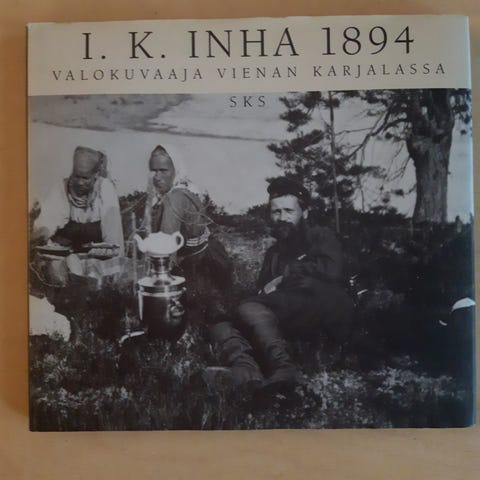 I. K. INHA 1894
VALOKUVAAJA VIENAN KARJALASSA
SKS